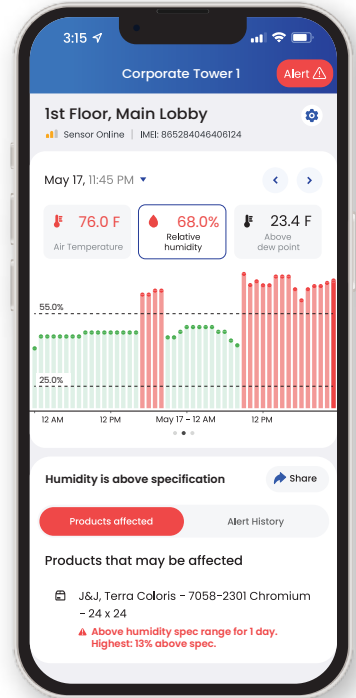 3:15
Corporate Tower 1
Alert
1st Floor, Main Lobby
Sensor Online | IMEI: 865284046406124
May 17, 11:45 PM
76.0 F
Air Temperature
68.0%
Relative
humidity
23.4 F
Above
dew point
55.0%
25.0%
12 AM 12 PM May 17 - 12 AM 12 PM
Humidity is above specification
Share
Products affected
Alert History
Products that may be affected
J&J, Terra Coloris - 7058-2301 Chromium
- 24 x 24
Above humidity spec range for 1 day.
Highest: 13% above spec.